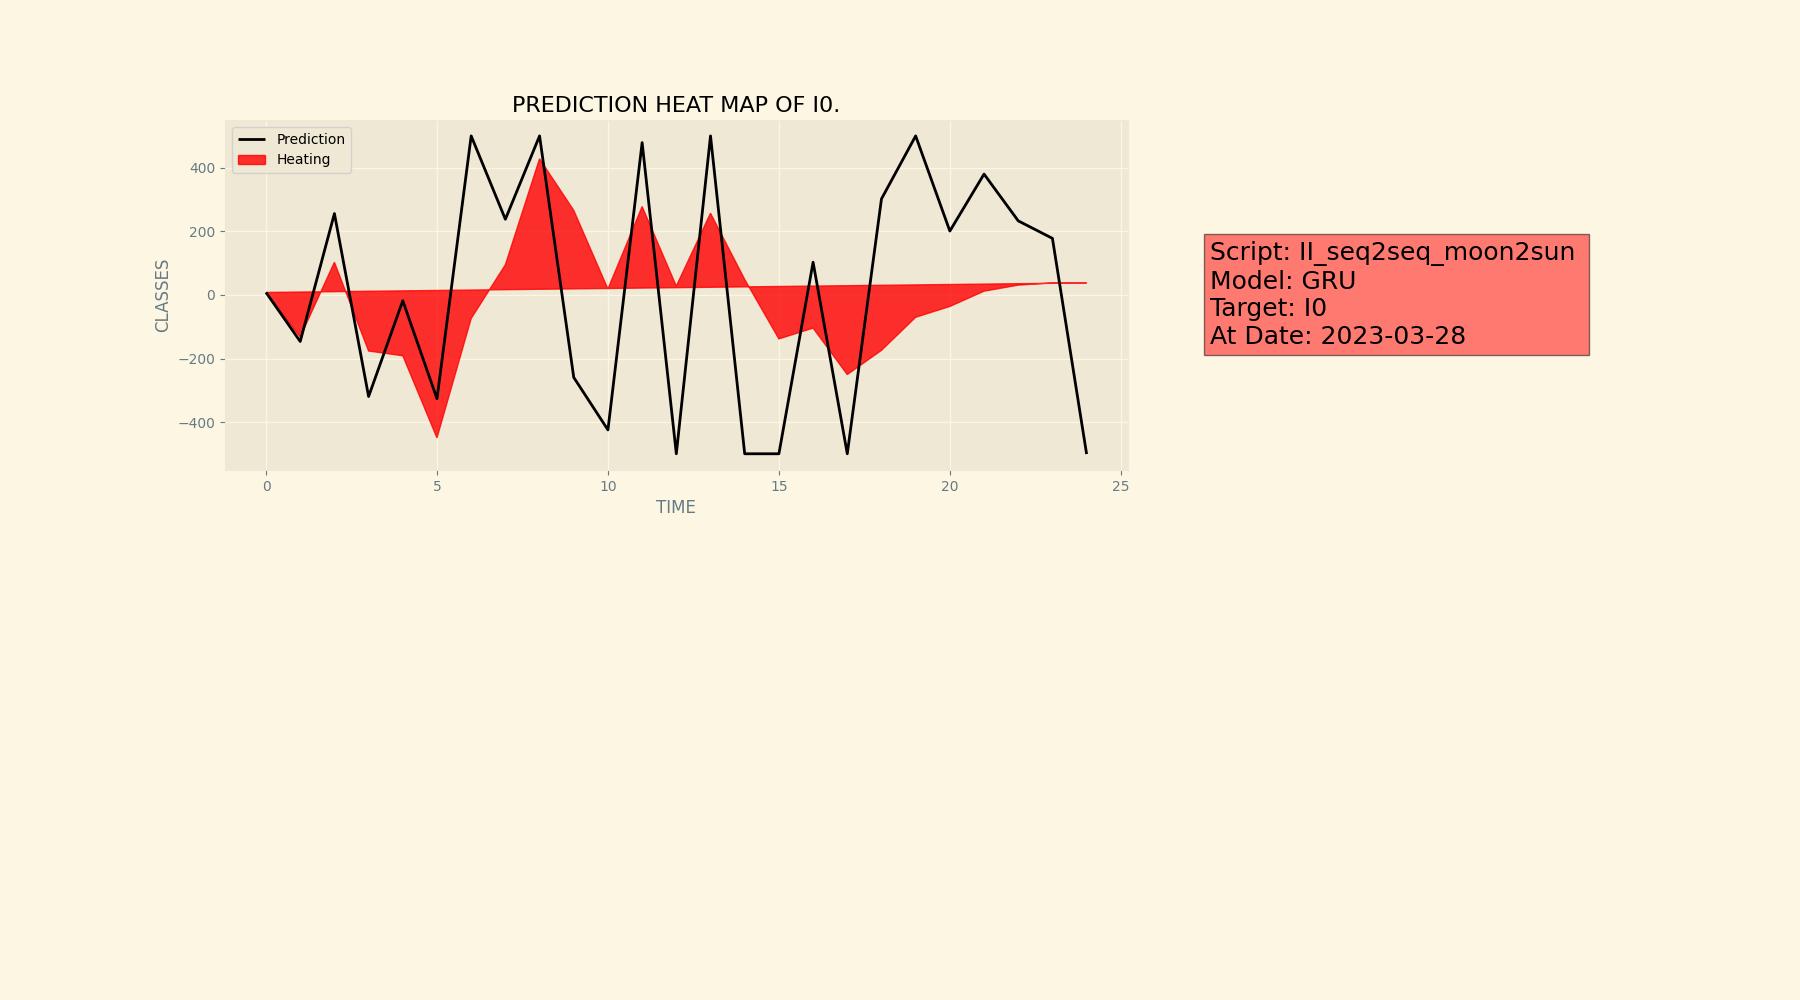 PREDICTION HEAT MAP OF I0.
Prediction
Heating
400
200
0
−200
−400
CLASSES
0 5 10 15 20 25
TIME
Script: II_seq2seq_moon2sun
Model: GRU
Target: I0
At Date: 2023-03-28